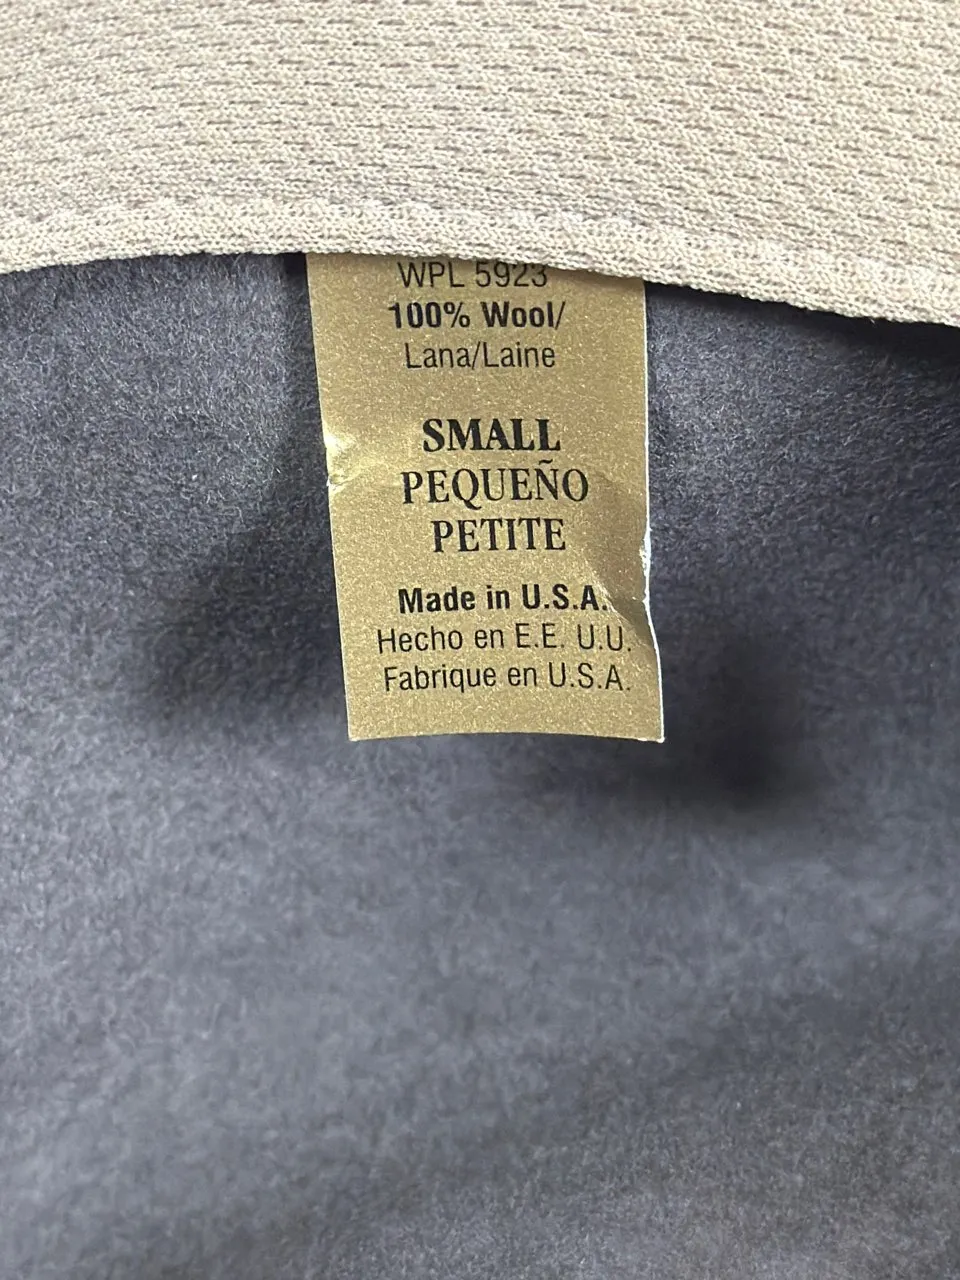 WPL 5923
100% Wool/
Lana/Laine
SMALL
PEQUEÑO
PETITE
Made in U.S.A.
Hecho en E.E. U.U.
Fabrique en U.S.A.